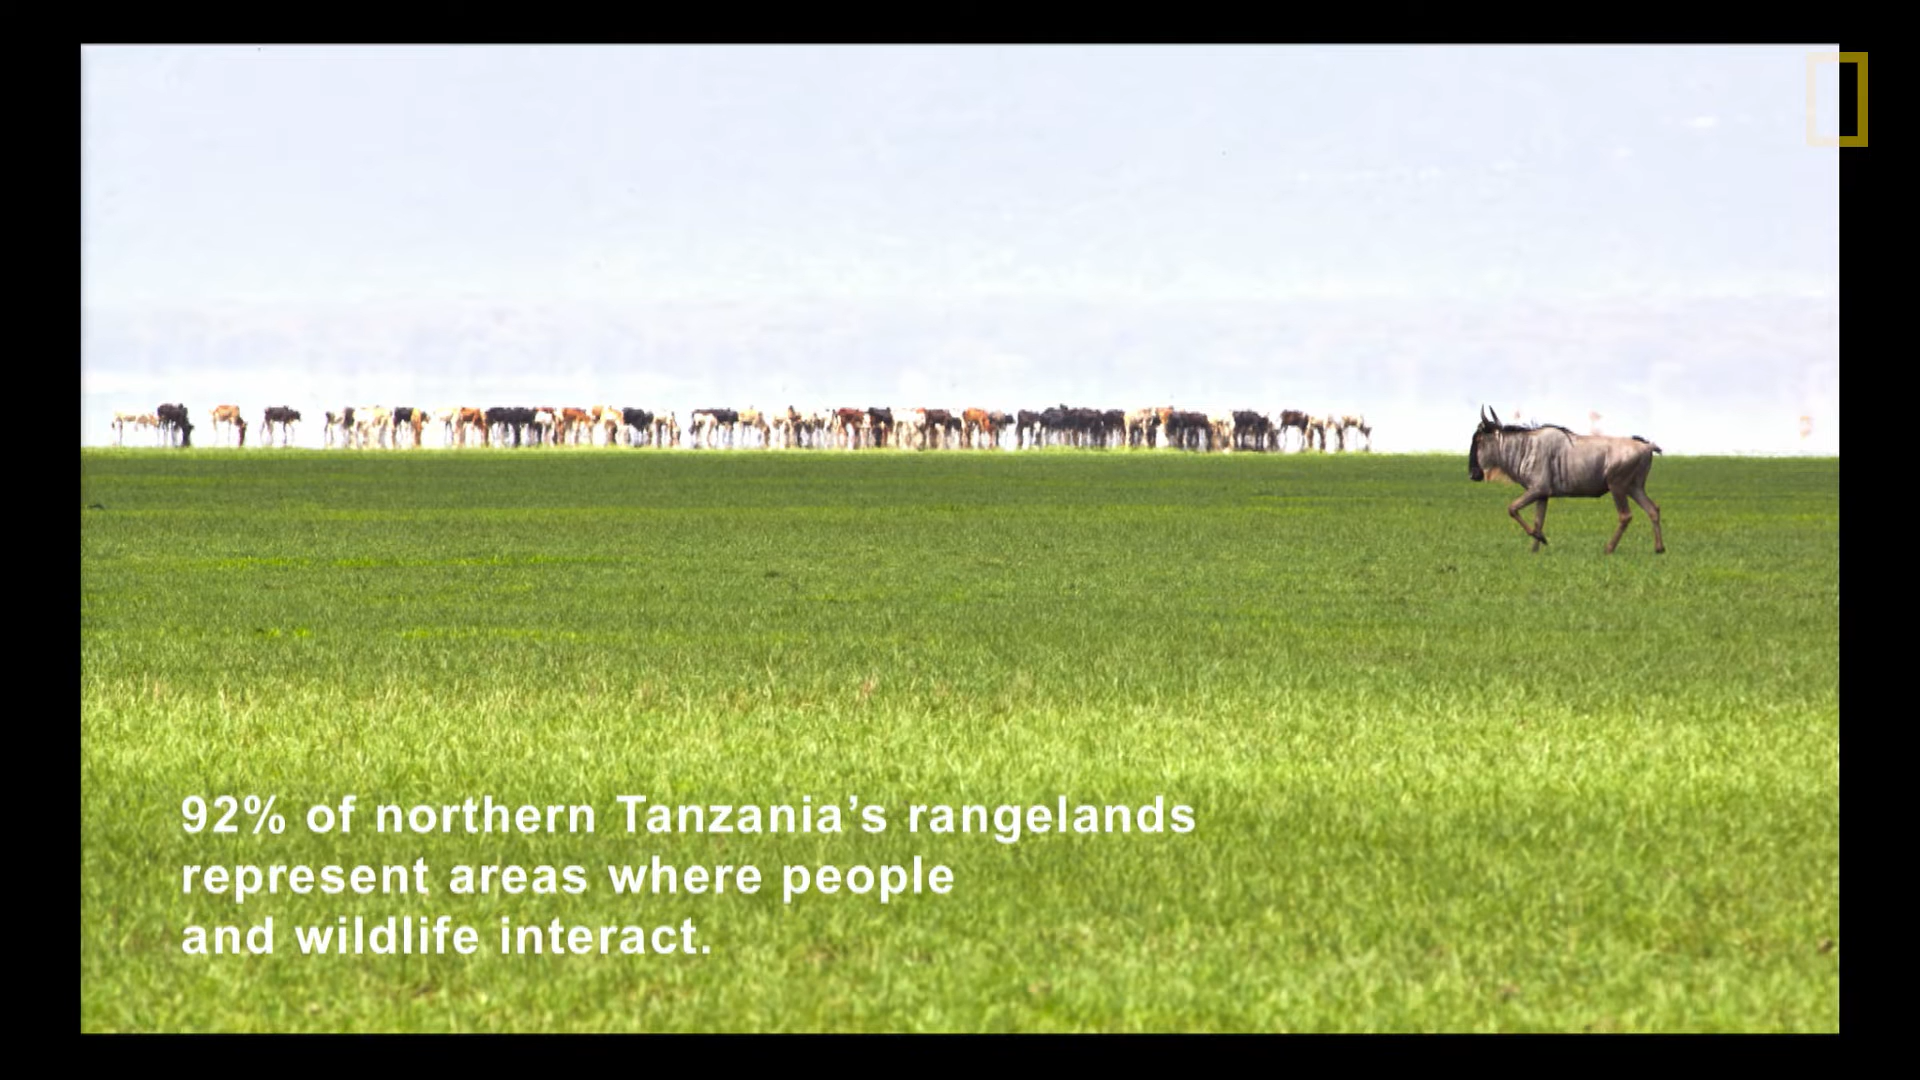 92% of northern Tanzania’s rangelands
represent areas where people
and wildlife interact.